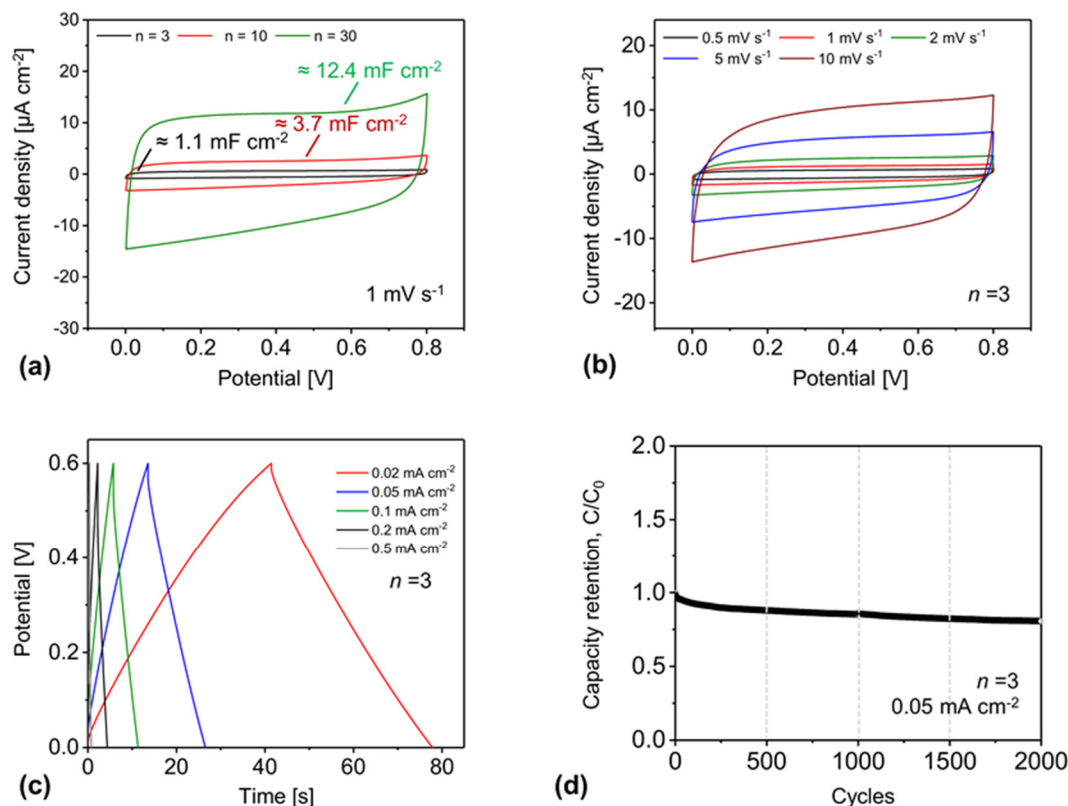 n = 3 n = 10 n = 30
≈ 12.4 mF cm-2
≈ 3.7 mF cm-2
≈ 1.1 mF cm-2
1 mV s-1
30
20
10
0
-10
-20
-30
Current density [µA cm-2]
0.0 0.2 0.4 0.6 0.8
Potential [V]
(a)
0.5 mV s-1 1 mV s-1 2 mV s-1
5 mV s-1 10 mV s-1
n =3
20
10
0
-10
-20
Current density [µA cm-2]
0.0 0.2 0.4 0.6 0.8
Potential [V]
(b)
0.02 mA cm-2
0.05 mA cm-2
0.1 mA cm-2
0.2 mA cm-2
0.5 mA cm-2
n =3
0.6
0.4
0.2
0.0
Potential [V]
0 20 40 60 80
Time [s]
(c)
2.0
1.5
1.0
0.5
0.0
Capacity retention, C/C0
n =3
0.05 mA cm-2
0 500 1000 1500 2000
Cycles
(d)